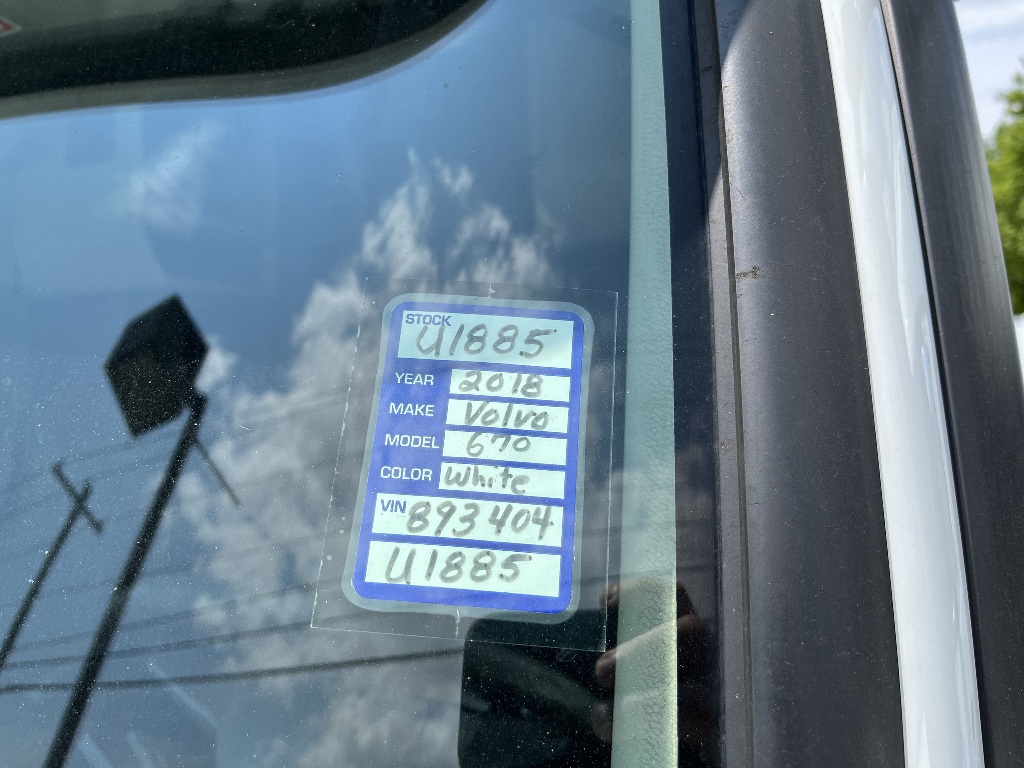 STOCK
U1885
YEAR 2018
MAKE Volvo
MODEL 670
COLOR White
VIN 893404
U1885